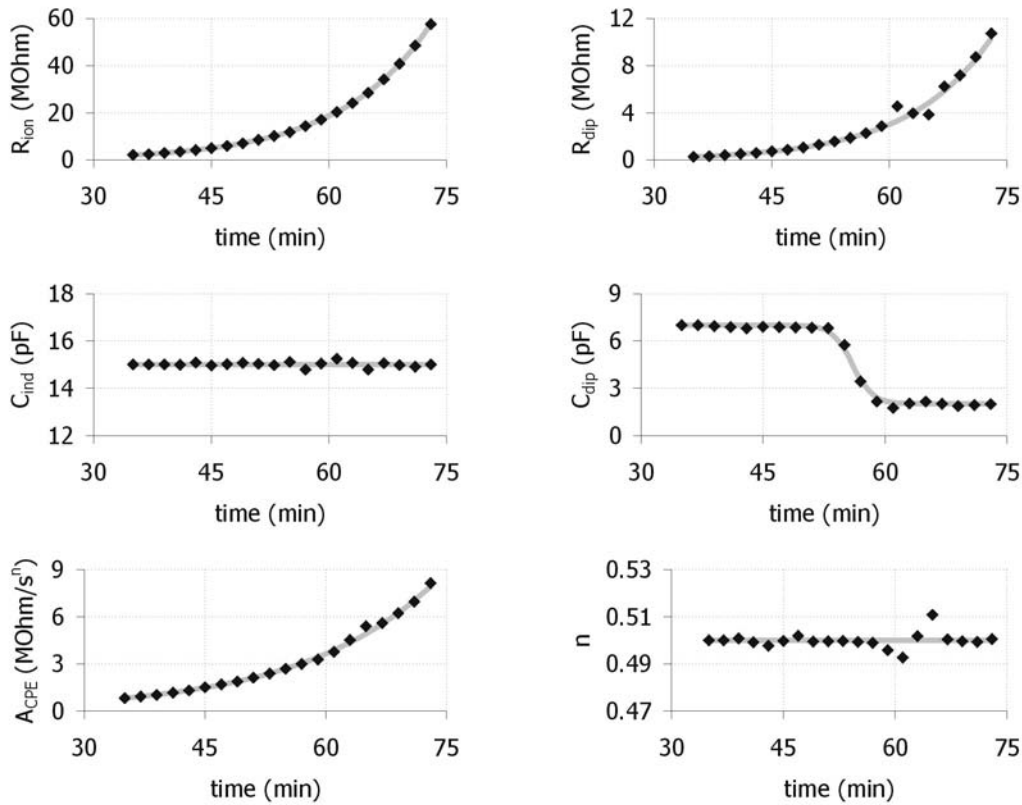 R_ion (MOhm)
60
40
20
0
30 45 60 75
time (min)
R_dip (MOhm)
12
8
4
0
30 45 60 75
time (min)
C_ind (pF)
18
16
14
12
30 45 60 75
time (min)
C_dip (pF)
9
6
3
0
30 45 60 75
time (min)
A_CPE (MOhm/s^n)
9
6
3
0
30 45 60 75
time (min)
n
0.53
0.51
0.49
0.47
30 45 60 75
time (min)